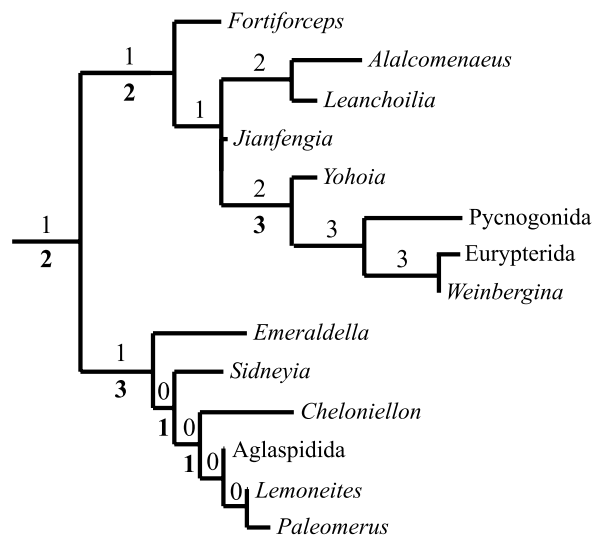 Fortiforceps
1
2 Alalcomenaeus
2
Leanchoilia
1
Jianfengia
2 Yohoia
3
3 Pycnogonida
1
2
3 Eurypterida
Weinbergina
Emeraldella
1
3
Sidneyia
0
1
Cheloniellon
0
1
Aglaspidida
0
0 Lemoneites
Paleomerus